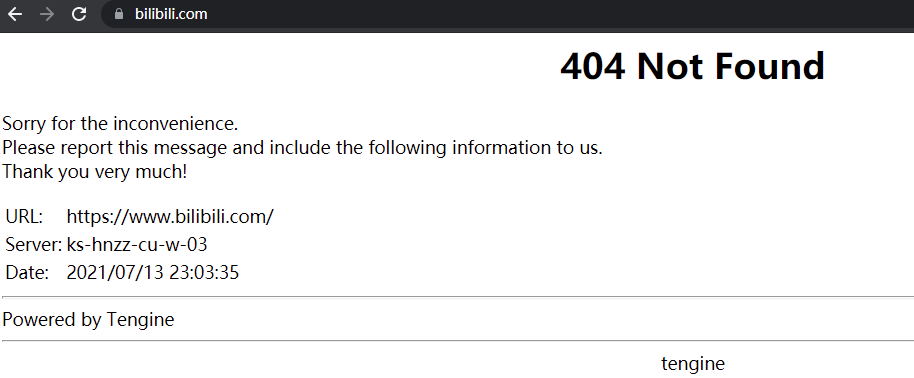 bilibili.com
404 Not Found
Sorry for the inconvenience.
Please report this message and include the following information to us.
Thank you very much!
URL: https://www.bilibili.com/
Server: ks-hnzz-cu-w-03
Date: 2021/07/13 23:03:35
Powered by Tengine
tengine